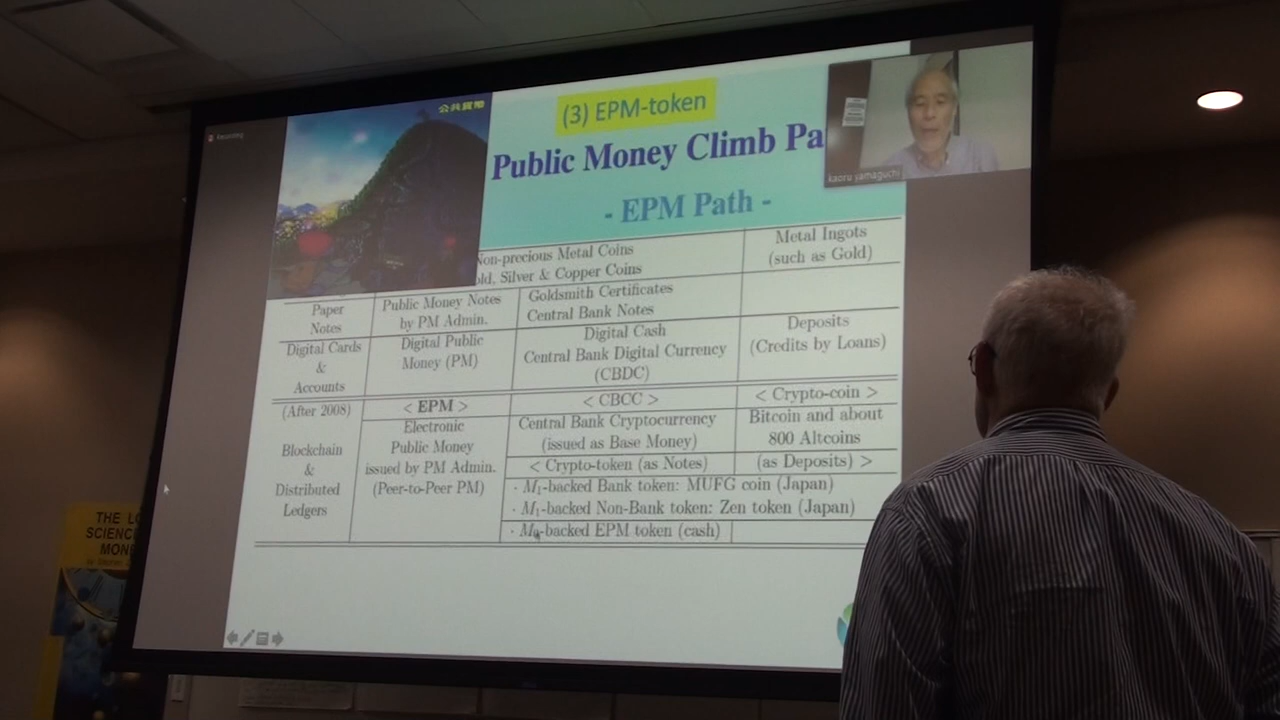 Recording
公共貨幣
(3) EPM-token
Public Money Climb Pa
- EPM Path -
kaoru yamaguchi
Non-precious Metal Coins
old, Silver & Copper Coins
Metal Ingots
(such as Gold)
Paper
Notes
Public Money Notes
by PM Admin.
Goldsmith Certificates
Central Bank Notes
Digital Cards
&
Accounts
Digital Public
Money (PM)
Digital Cash
Central Bank Digital Currency
(CBDC)
Deposits
(Credits by Loans)
(After 2008)
Blockchain
&
Distributed
Ledgers
< EPM >
Electronic
Public Money
issued by PM Admin.
(Peer-to-Peer PM)
< CBCC >
Central Bank Cryptocurrency
(issued as Base Money)
< Crypto-coin >
Bitcoin and about
800 Altcoins
< Crypto-token (as Notes)
(as Deposits) >
· M1-backed Bank token: MUFG coin (Japan)
· M1-backed Non-Bank token: Zen token (Japan)
· M0-backed EPM token (cash)
THE LO
SCIENC
MON